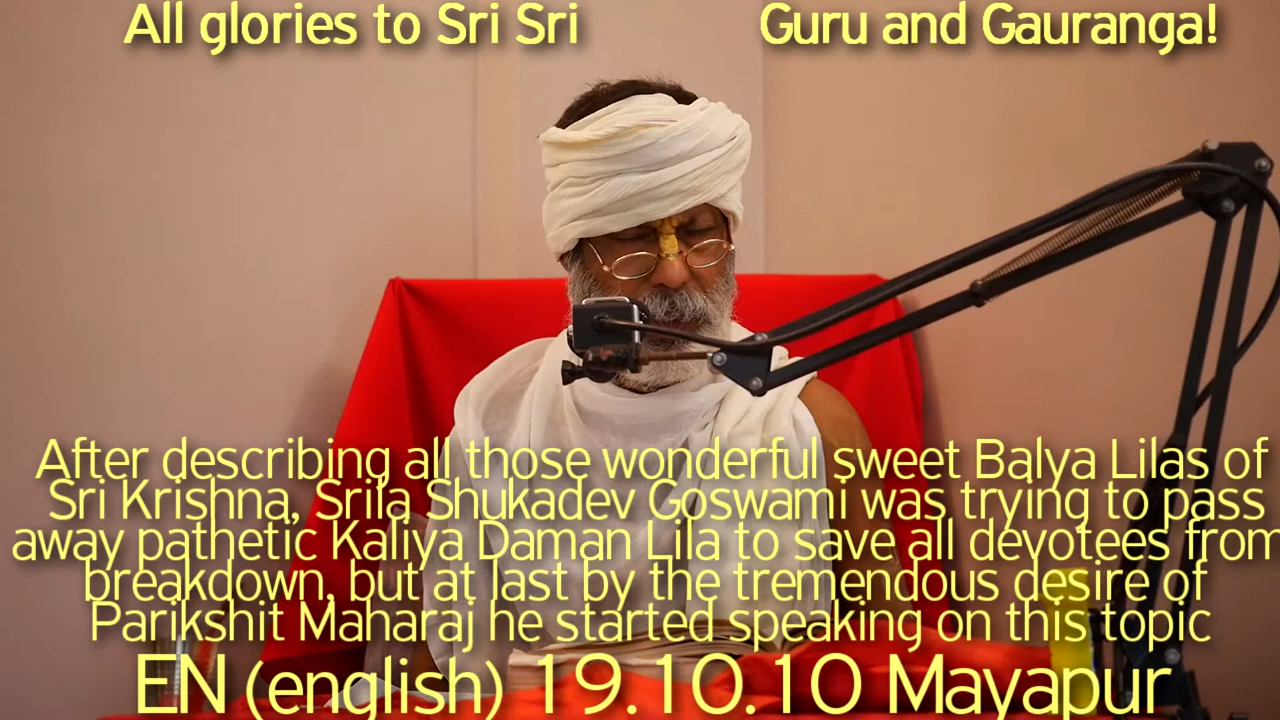 All glories to Sri Sri Guru and Gauranga!
After describing all those wonderful sweet Balya Lilas of
Sri Krishna, Srila Shukadev Goswami was trying to pass
away pathetic Kaliya Daman Lila to save all devotees from
breakdown, but at last by the tremendous desire of
Parikshit Maharaj he started speaking on this topic
EN (english) 19.10.10 Mayapur